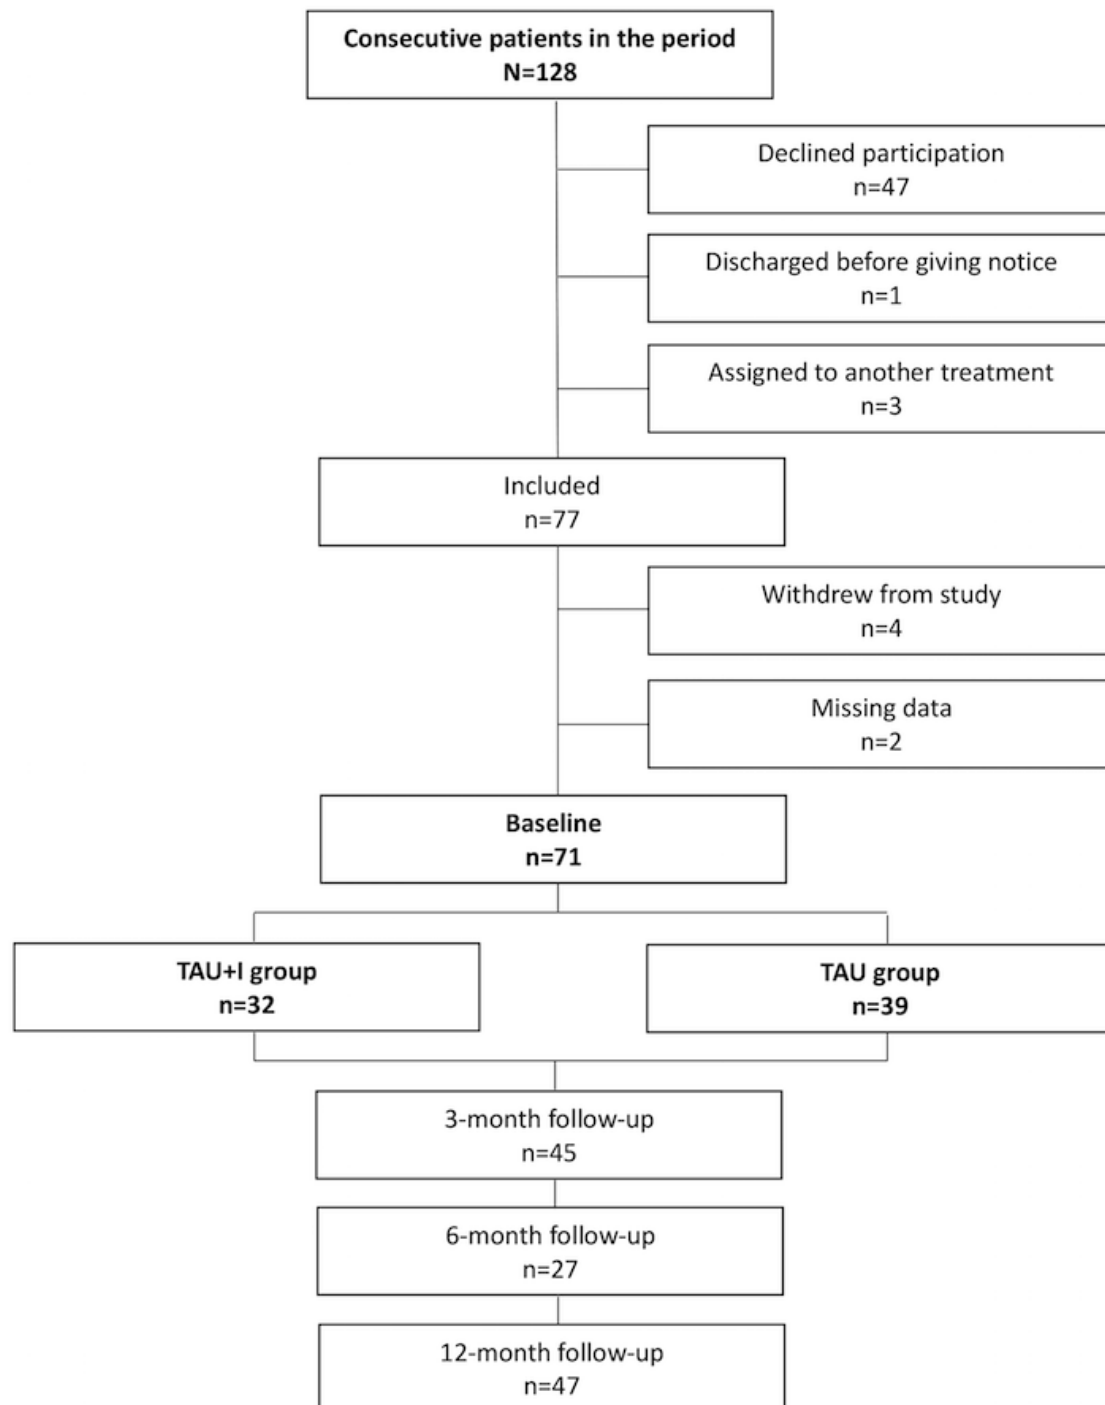 Consecutive patients in the period
N=128
Declined participation
n=47
Discharged before giving notice
n=1
Assigned to another treatment
n=3
Included
n=77
Withdrew from study
n=4
Missing data
n=2
Baseline
n=71
TAU+I group
n=32
TAU group
n=39
3-month follow-up
n=45
6-month follow-up
n=27
12-month follow-up
n=47